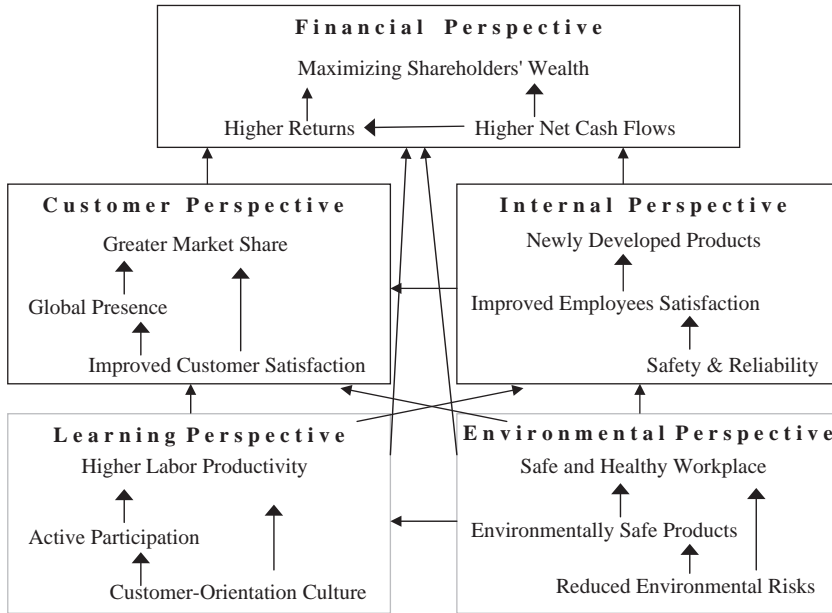 Financial Perspective
Maximizing Shareholders' Wealth
Higher Returns
Higher Net Cash Flows
Customer Perspective
Greater Market Share
Global Presence
Improved Customer Satisfaction
Internal Perspective
Newly Developed Products
Improved Employees Satisfaction
Safety & Reliability
Learning Perspective
Higher Labor Productivity
Active Participation
Customer-Orientation Culture
Environmental Perspective
Safe and Healthy Workplace
Environmentally Safe Products
Reduced Environmental Risks